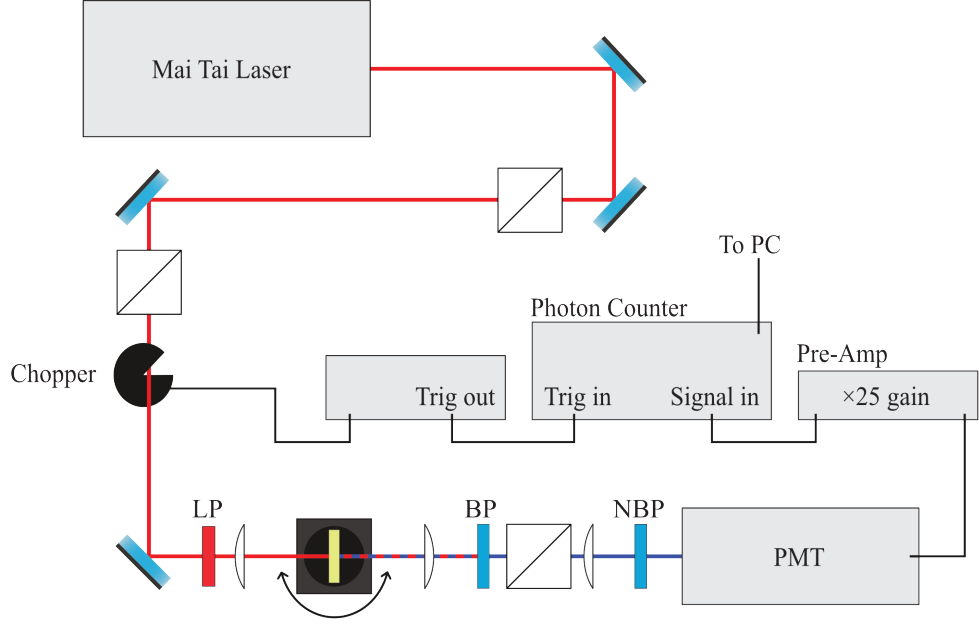 Mai Tai Laser
To PC
Photon Counter
Pre-Amp
Chopper
Trig out
Trig in
Signal in
×25 gain
LP
BP
NBP
PMT